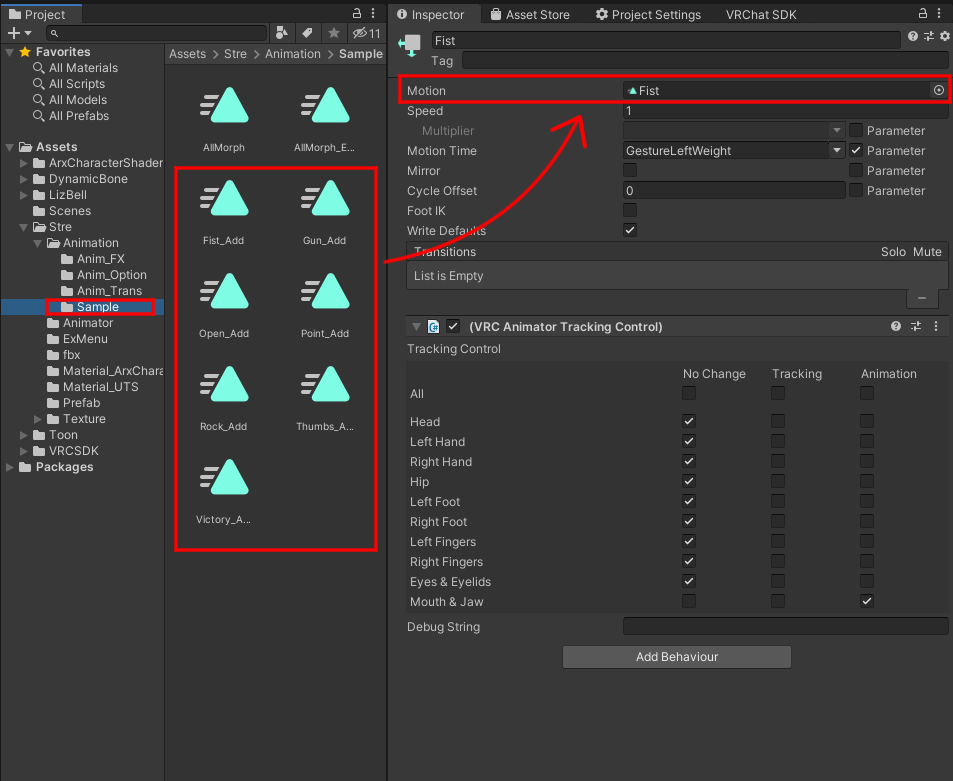 Project
11
Favorites
All Materials
All Scripts
All Models
All Prefabs
Assets
ArxCharacterShader
DynamicBone
LizBell
Scenes
Stre
Animation
Anim_FX
Anim_Option
Anim_Trans
Sample
Animator
ExMenu
fbx
Material_ArxChara
Material_UTS
Prefab
Texture
Toon
VRCSDK
Packages
Assets > Stre > Animation > Sample
AllMorph
AllMorph_E...
Fist_Add
Gun_Add
Open_Add
Point_Add
Rock_Add
Thumbs_A...
Victory_A...
Inspector
Asset Store
Project Settings
VRChat SDK
Fist
Tag
Motion
Fist
Speed
1
Multiplier
Parameter
Motion Time
GestureLeftWeight
Parameter
Mirror
Parameter
Cycle Offset
0
Parameter
Foot IK
Write Defaults
Transitions
Solo Mute
List is Empty
(VRC Animator Tracking Control)
Tracking Control
No Change
Tracking
Animation
All
Head
Left Hand
Right Hand
Hip
Left Foot
Right Foot
Left Fingers
Right Fingers
Eyes & Eyelids
Mouth & Jaw
Debug String
Add Behaviour